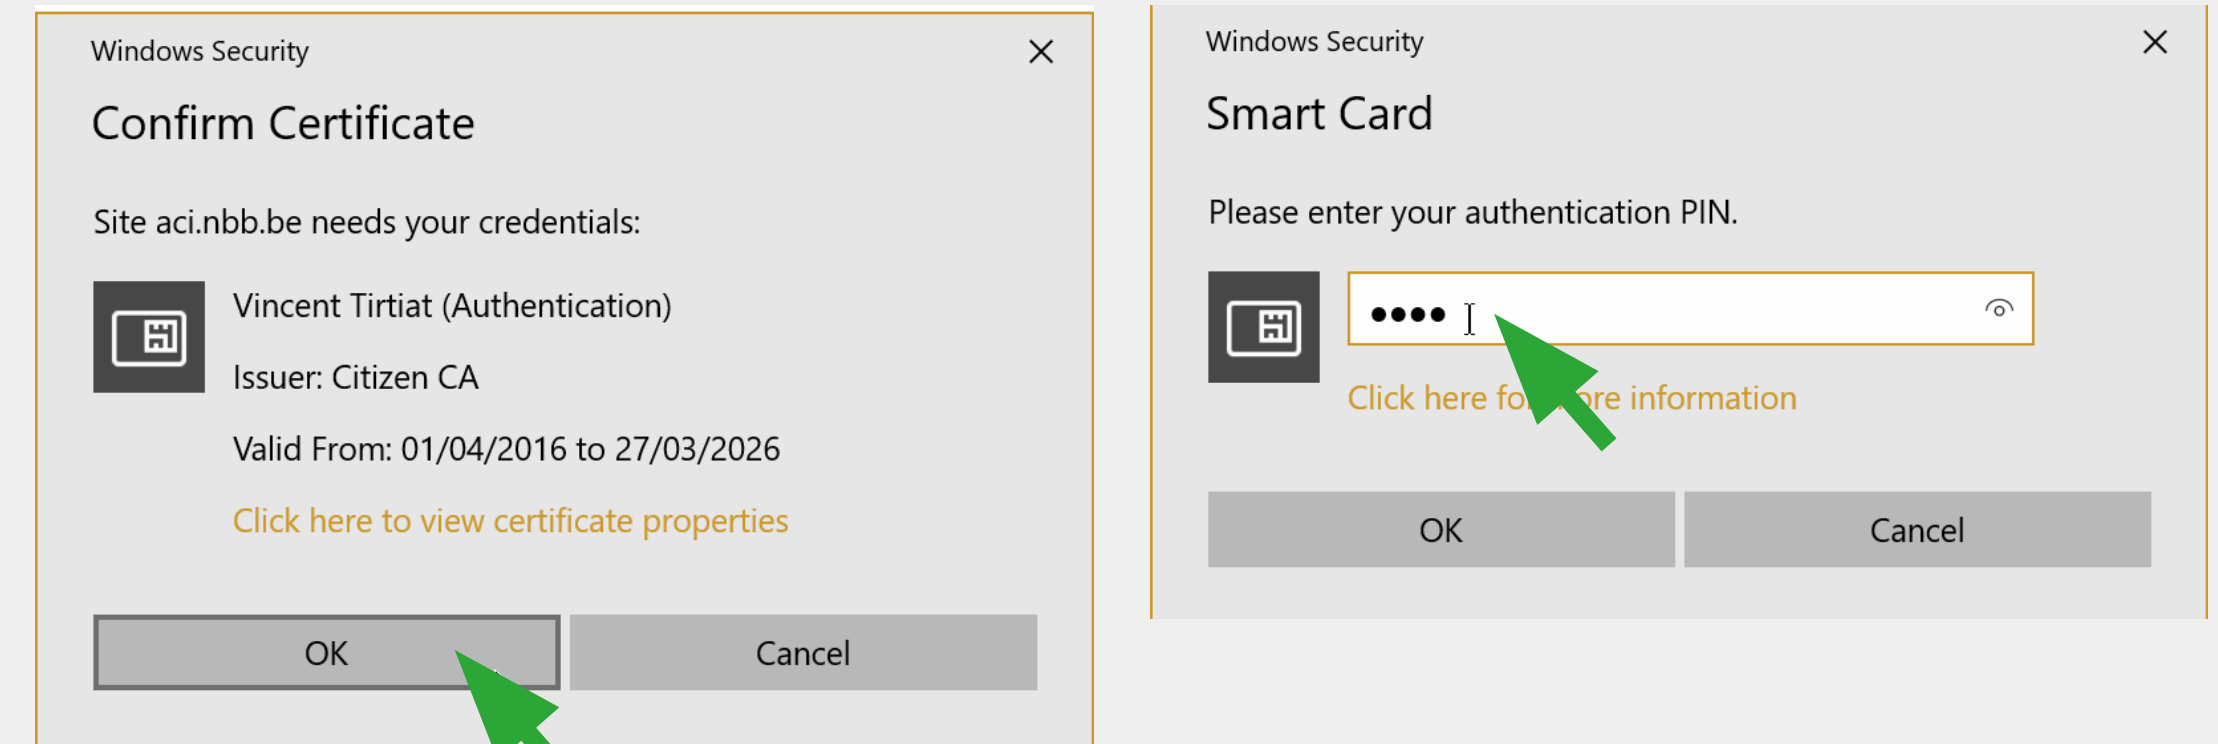 Windows Security
Confirm Certificate
Site aci.nbb.be needs your credentials:
Vincent Tirtiat (Authentication)
Issuer: Citizen CA
Valid From: 01/04/2016 to 27/03/2026
Click here to view certificate properties
OK
Cancel
Windows Security
Smart Card
Please enter your authentication PIN.
Click here for more information
OK
Cancel